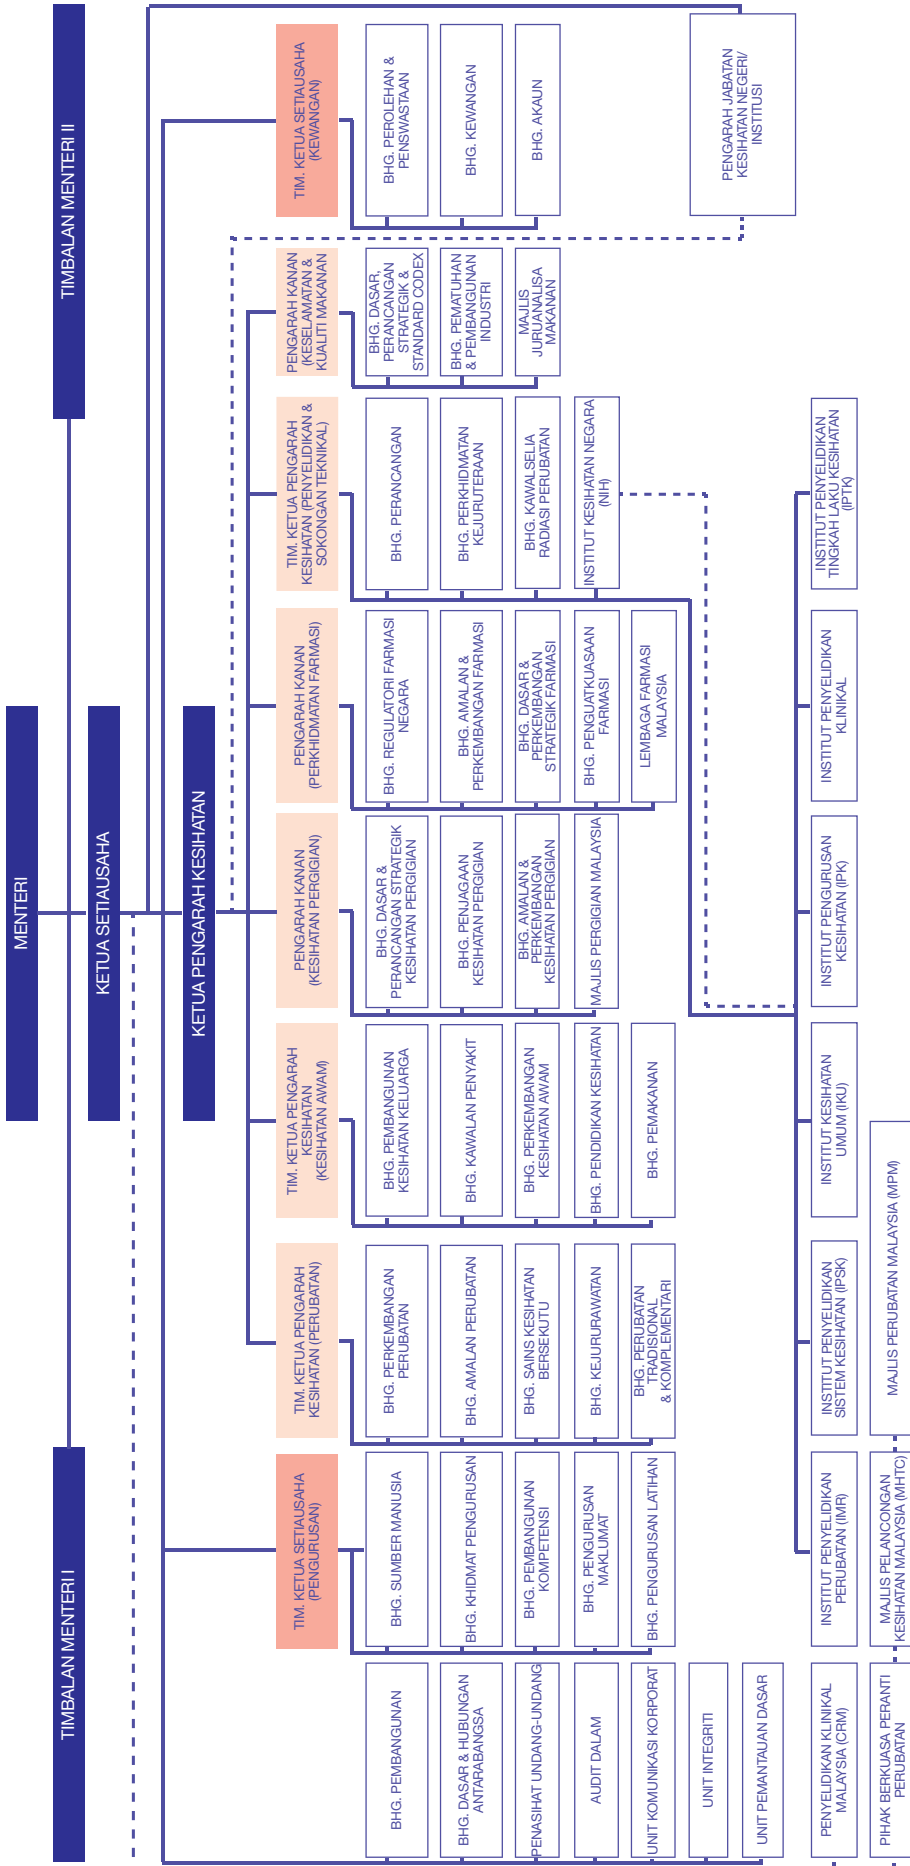 MENTERI
TIMBALAN MENTERI I
TIMBALAN MENTERI II
KETUA SETIAUSAHA
KETUA PENGARAH KESIHATAN
TIM. KETUA SETIAUSAHA
(PENGURUSAN)
TIM. KETUA PENGARAH
KESIHATAN (PERUBATAN)
TIM. KETUA PENGARAH
KESIHATAN
(KESIHATAN AWAM)
PENGARAH KANAN
(KESIHATAN PERGIGIAN)
PENGARAH KANAN
(PERKHIDMATAN FARMASI)
TIM. KETUA PENGARAH
KESIHATAN (PENYELIDIKAN &
SOKONGAN TEKNIKAL)
PENGARAH KANAN
(KESELAMATAN &
KUALITI MAKANAN
TIM. KETUA SETIAUSAHA
(KEWANGAN)
BHG. PEMBANGUNAN
BHG. DASAR & HUBUNGAN
ANTARABANGSA
PENASIHAT UNDANG-UNDANG
AUDIT DALAM
UNIT KOMUNIKASI KORPORAT
UNIT INTEGRITI
UNIT PEMANTAUAN DASAR
PENYELIDIKAN KLINIKAL
MALAYSIA (CRM)
PIHAK BERKUASA PERANTI
PERUBATAN
BHG. SUMBER MANUSIA
BHG. KHIDMAT PENGURUSAN
BHG. PEMBANGUNAN
KOMPETENSI
BHG. PENGURUSAN
MAKLUMAT
BHG. PENGURUSAN LATIHAN
BHG. PERKEMBANGAN
PERUBATAN
BHG. AMALAN PERUBATAN
BHG. SAINS KESIHATAN
BERSEKUTU
BHG. KEJURURAWATAN
BHG. PERUBATAN
TRADISIONAL
& KOMPLEMENTARI
BHG. PEMBANGUNAN
KESIHATAN KELUARGA
BHG. KAWALAN PENYAKIT
BHG. PERKEMBANGAN
KESIHATAN AWAM
BHG. PENDIDIKAN KESIHATAN
BHG. PEMAKANAN
BHG. DASAR &
PERANCANGAN STRATEGIK
KESIHATAN PERGIGIAN
BHG. PENJAGAAN
KESIHATAN PERGIGIAN
BHG. AMALAN &
PERKEMBANGAN
KESIHATAN PERGIGIAN
MAJLIS PERGIGIAN MALAYSIA
BHG. REGULATORI FARMASI
NEGARA
BHG. AMALAN &
PERKEMBANGAN FARMASI
BHG. DASAR &
PERKEMBANGAN
STRATEGIK FARMASI
BHG. PENGUATKUASAAN
FARMASI
LEMBAGA FARMASI
MALAYSIA
BHG. PERANCANGAN
BHG. PERKHIDMATAN
KEJURUTERAAN
BHG. KAWALSELIA
RADIASI PERUBATAN
INSTITUT KESIHATAN NEGARA
(NIH)
BHG. DASAR,
PERANCANGAN
STRATEGIK &
STANDARD CODEX
BHG. PEMATUHAN
& PEMBANGUNAN
INDUSTRI
MAJLIS
JURUANALISA
MAKANAN
BHG. PEROLEHAN &
PENSWASTAAN
BHG. KEWANGAN
BHG. AKAUN
PENGARAH JABATAN
KESIHATAN NEGERI/
INSTITUSI
INSTITUT PENYELIDIKAN
PERUBATAN (IMR)
INSTITUT PENYELIDIKAN
SISTEM KESIHATAN (IPSK)
INSTITUT KESIHATAN
UMUM (IKU)
INSTITUT PENGURUSAN
KESIHATAN (IPK)
INSTITUT PENYELIDIKAN
KLINIKAL
INSTITUT PENYELIDIKAN
TINGKAH LAKU KESIHATAN
(IPTK)
MAJLIS PELANCONGAN
KESIHATAN MALAYSIA (MHTC)
MAJLIS PERUBATAN MALAYSIA (MPM)